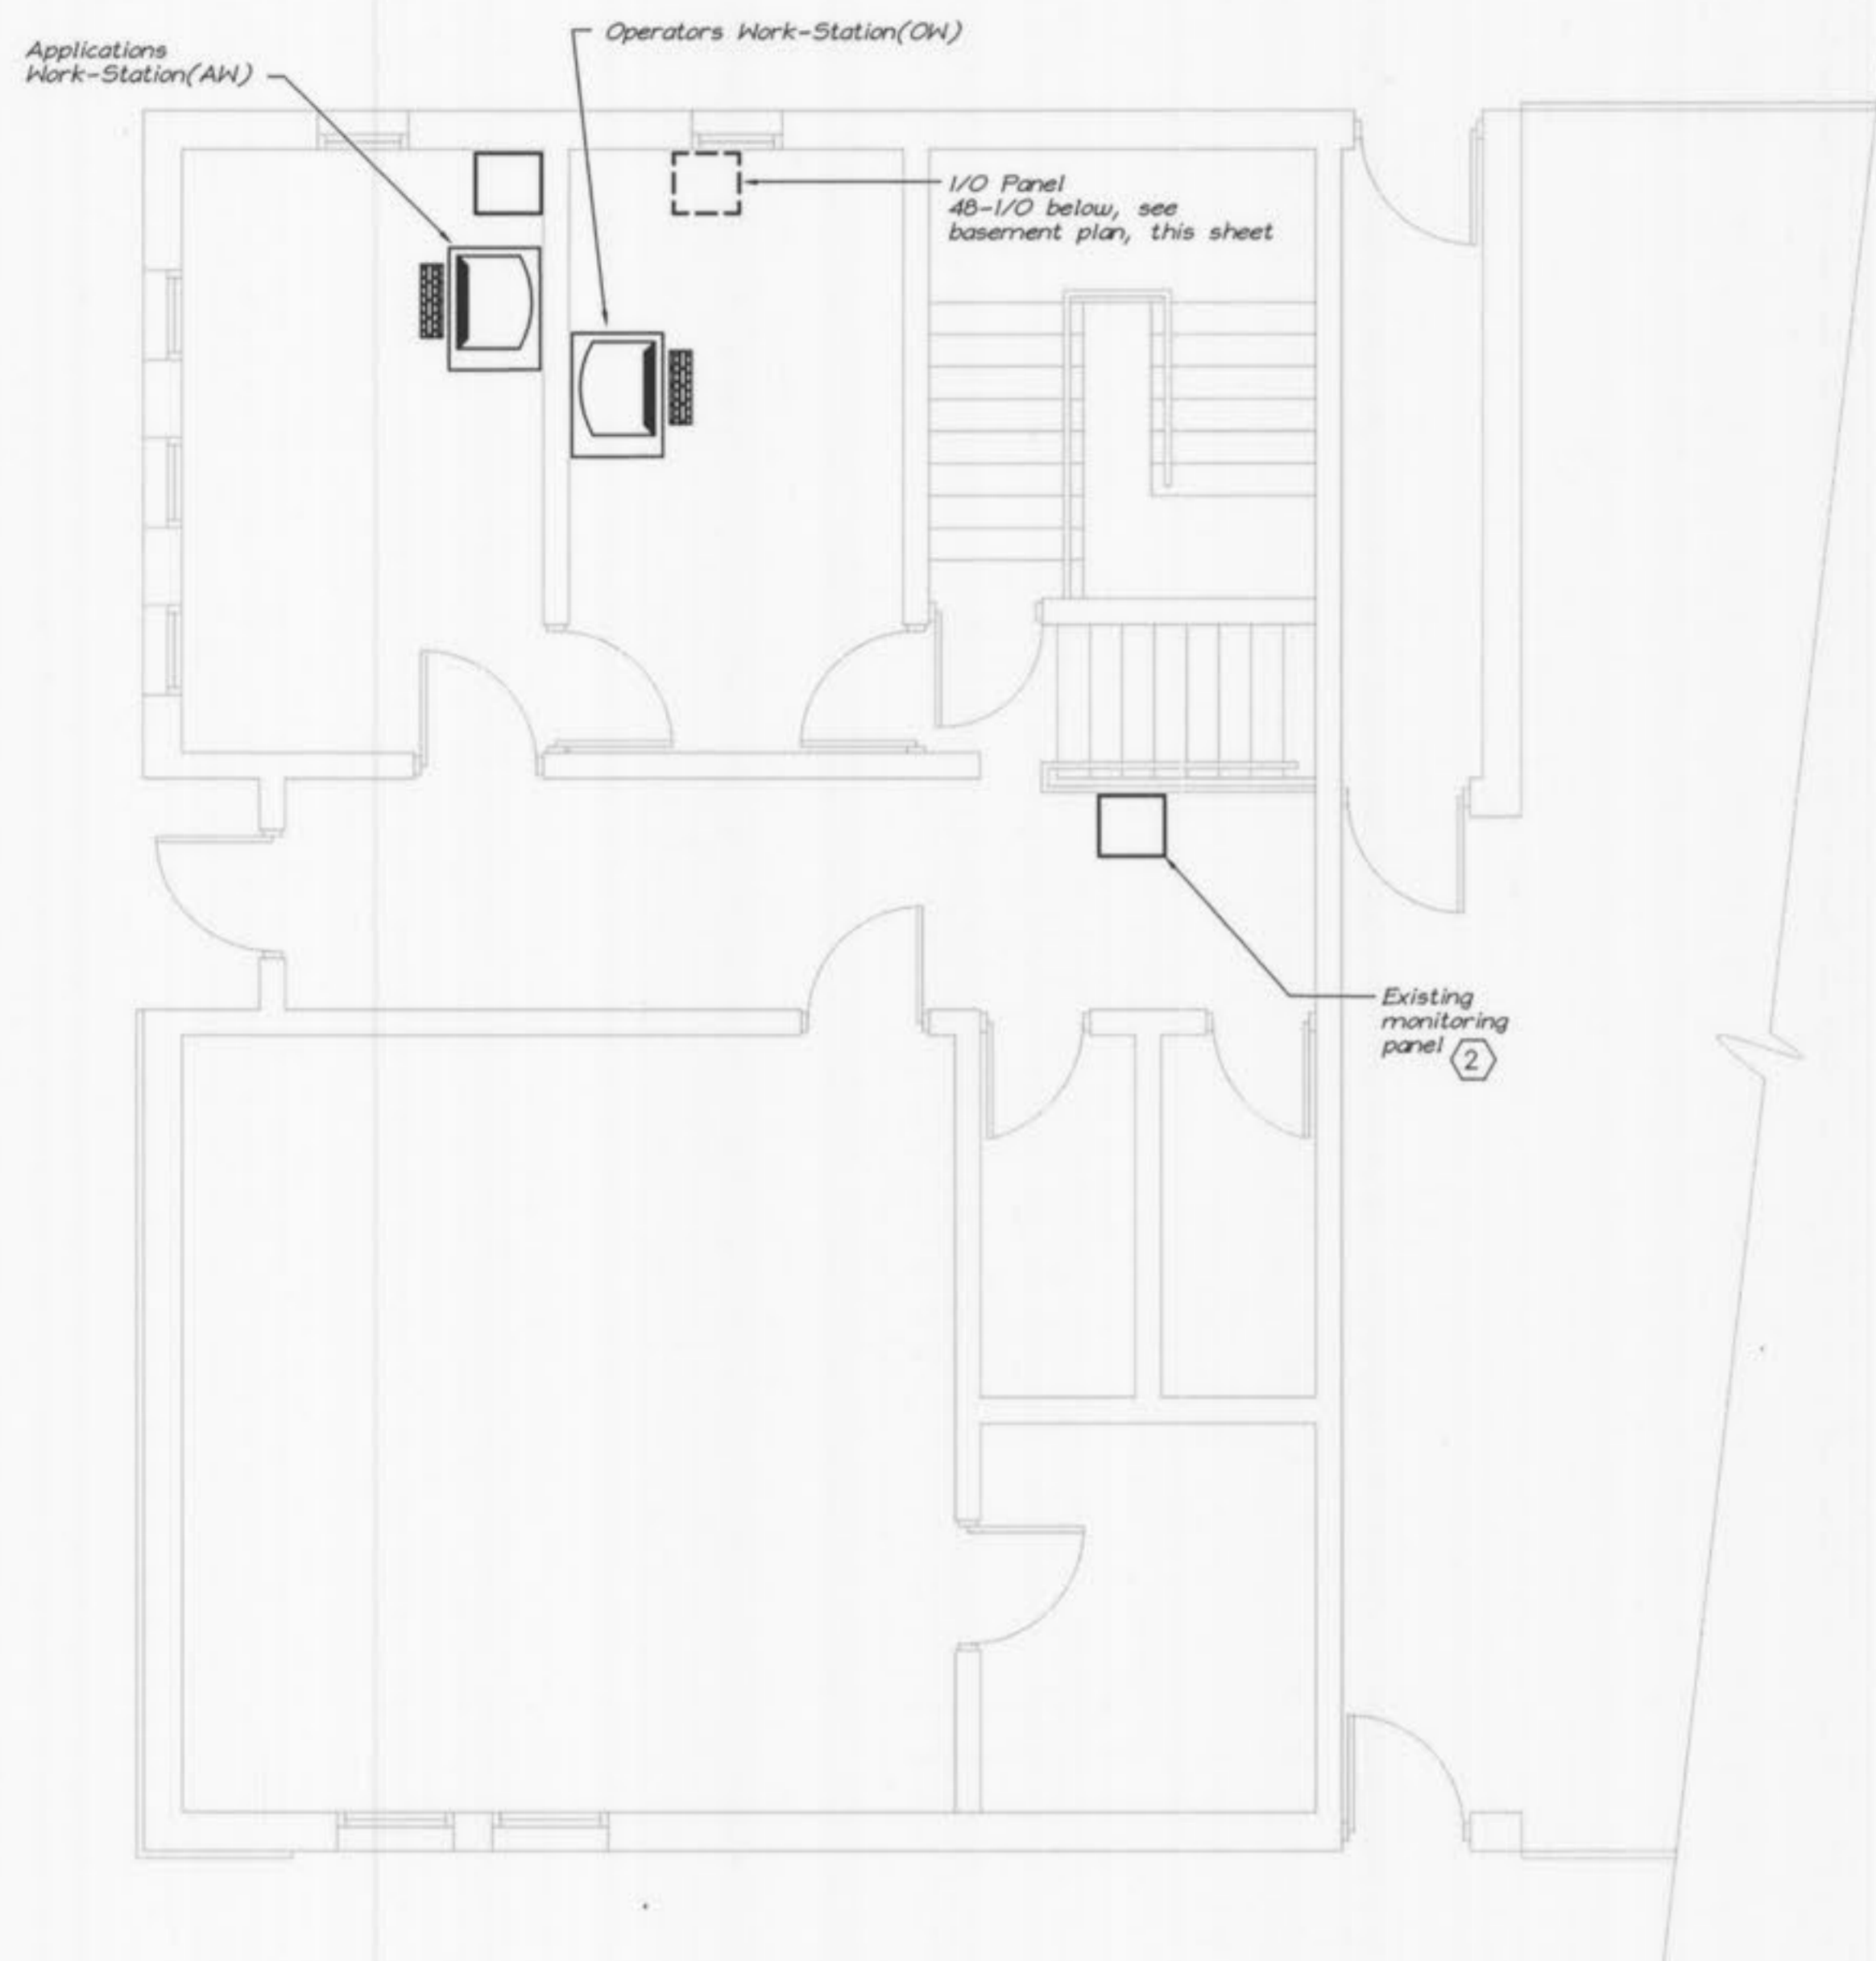 Operators Work-Station(OW)
Applications
Work-Station(AW)
I/O Panel
48-I/O below, see
basement plan, this sheet
Existing
monitoring
panel 2